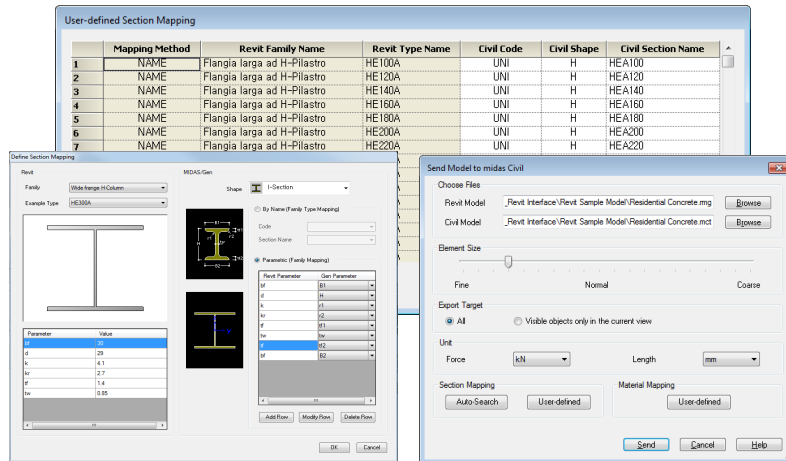 User-defined Section Mapping
Mapping Method Revit Family Name Revit Type Name Civil Code Civil Shape Civil Section Name
1 NAME Flangia larga ad H-Pilastro HE100A UNI H HEA100
2 NAME Flangia larga ad H-Pilastro HE120A UNI H HEA120
3 NAME Flangia larga ad H-Pilastro HE140A UNI H HEA140
4 NAME Flangia larga ad H-Pilastro HE160A UNI H HEA160
5 NAME Flangia larga ad H-Pilastro HE180A UNI H HEA180
6 NAME Flangia larga ad H-Pilastro HE200A UNI H HEA200
7 NAME Flangia larga ad H-Pilastro HE220A UNI H HEA220
Define Section Mapping
Revit
Family Wide frange H-Column
Example Type HE300A
Parameter Value
bf 30
d 29
k 4.1
kr 2.7
tf 1.4
tw 0.85
MIDAS/Gen
Shape I-Section
By Name (Family Type Mapping)
Code
Section Name
Parametric (Family Mapping)
Revit Parameter Gen Parameter
bf B1
d H
k r1
kr r2
tf tf1
tw tw
tf tf2
bf B2
B1
r1 r2
H
B2
Add Row Modify Row Delete Row
OK Cancel
Send Model to midas Civil
Choose Files
Revit Model _Revit Interface\Revit Sample Model\Residential Concrete.mrg Browse
Civil Model _Revit Interface\Revit Sample Model\Residential Concrete.mct Browse
Element Size
Fine Normal Coarse
Export Target
All Visible objects only in the current view
Unit
Force kN Length mm
Section Mapping Material Mapping
Auto-Search User-defined User-defined
Send Cancel Help